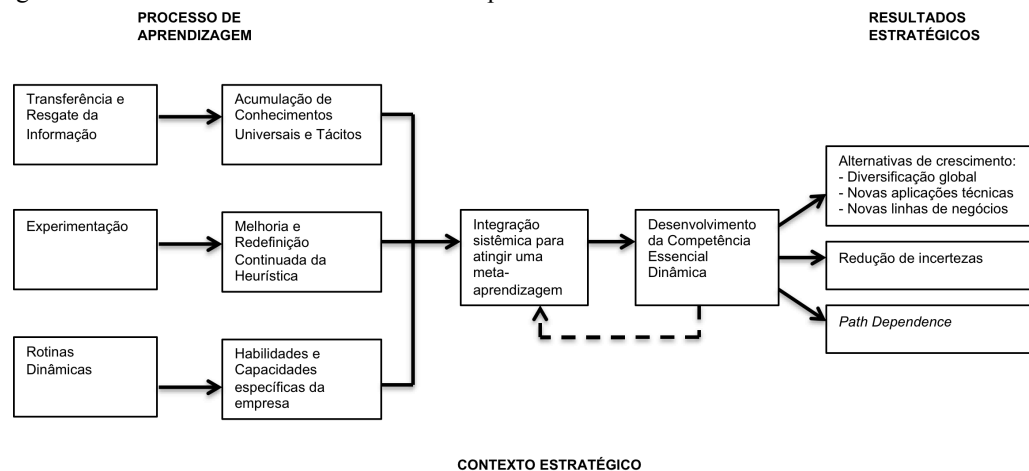 PROCESSO DE
APRENDIZAGEM
RESULTADOS
ESTRATÉGICOS
Transferência e
Resgate da
Informação
Acumulação de
Conhecimentos
Universais e Tácitos
Experimentação
Melhoria e
Redefinição
Continuada da
Heurística
Rotinas
Dinâmicas
Habilidades e
Capacidades
específicas da
empresa
Integração
sistêmica para
atingir uma
meta-
aprendizagem
Desenvolvimento
da Competência
Essencial
Dinâmica
Alternativas de crescimento:
- Diversificação global
- Novas aplicações técnicas
- Novas linhas de negócios
Redução de incertezas
Path Dependence
CONTEXTO ESTRATÉGICO